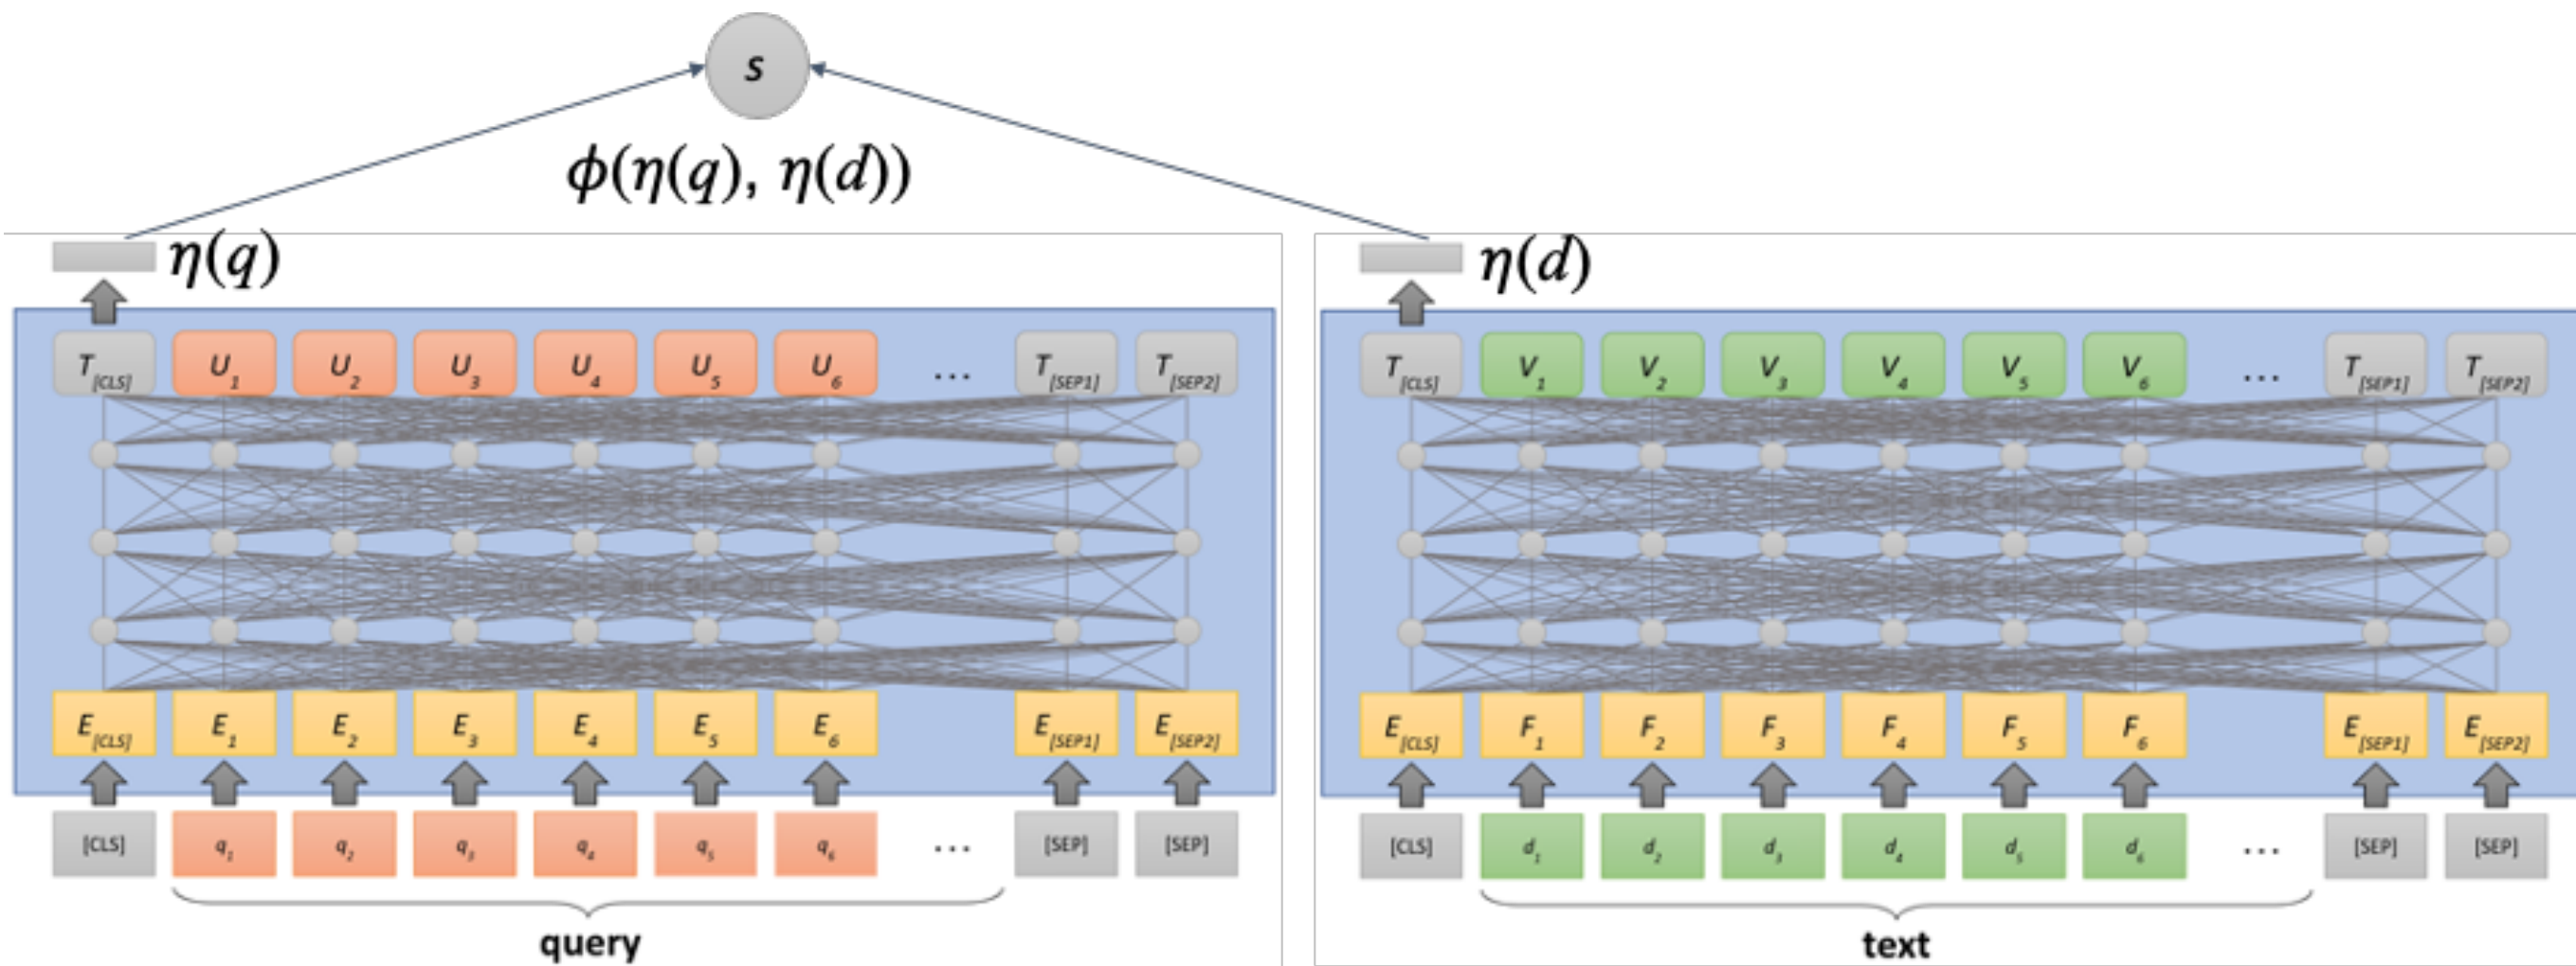 s
ϕ(η(q), η(d))
η(q) η(d)
T[CLS] U1 U2 U3 U4 U5 U6 ... T[SEP1] T[SEP2] T[CLS] V1 V2 V3 V4 V5 V6 ... T[SEP1] T[SEP2]
E[CLS] E1 E2 E3 E4 E5 E6 E[SEP1] E[SEP2] E[CLS] F1 F2 F3 F4 F5 F6 E[SEP1] E[SEP2]
[CLS] q1 q2 q3 q4 q5 q6 ... [SEP] [SEP] [CLS] d1 d2 d3 d4 d5 d6 ... [SEP] [SEP]
query text